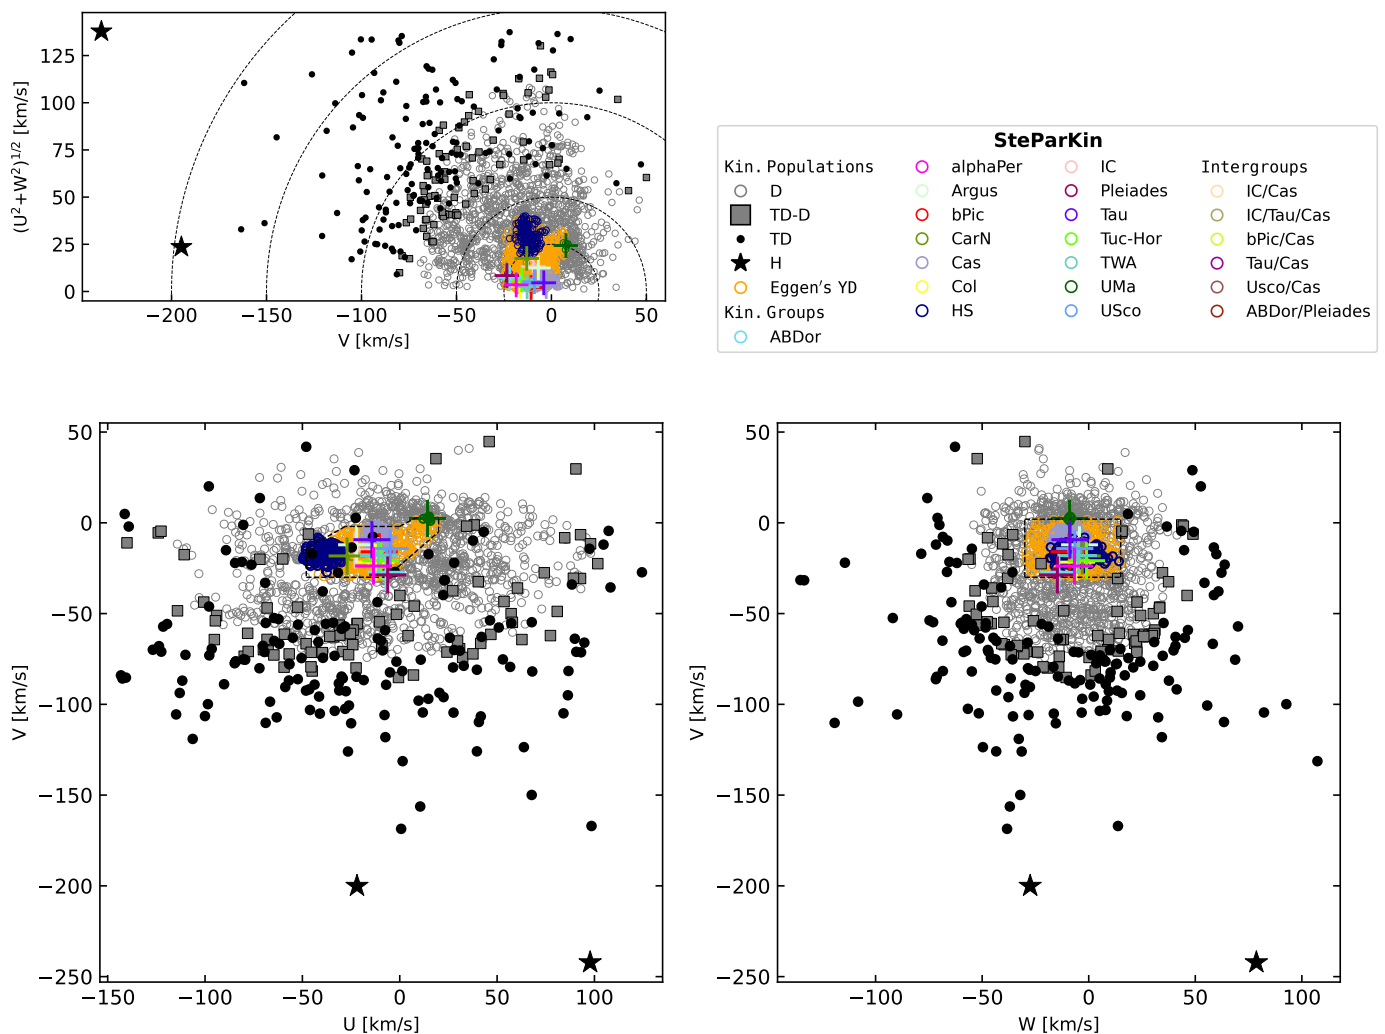 125
100
75
50
25
0
(U²+W²)¹/² [km/s]
−200
−150
−100
−50
0
50
V [km/s]
SteParKin
Kin. Populations
D
TD-D
TD
H
Eggen's YD
Kin. Groups
ABDor
alphaPer
Argus
bPic
CarN
Cas
Col
HS
IC
Pleiades
Tau
Tuc-Hor
TWA
UMa
USco
Intergroups
IC/Cas
IC/Tau/Cas
bPic/Cas
Tau/Cas
Usco/Cas
ABDor/Pleiades
50
0
−50
−100
−150
−200
−250
V [km/s]
−150
−100
−50
0
50
100
U [km/s]
50
0
−50
−100
−150
−200
−250
V [km/s]
−100
−50
0
50
100
W [km/s]